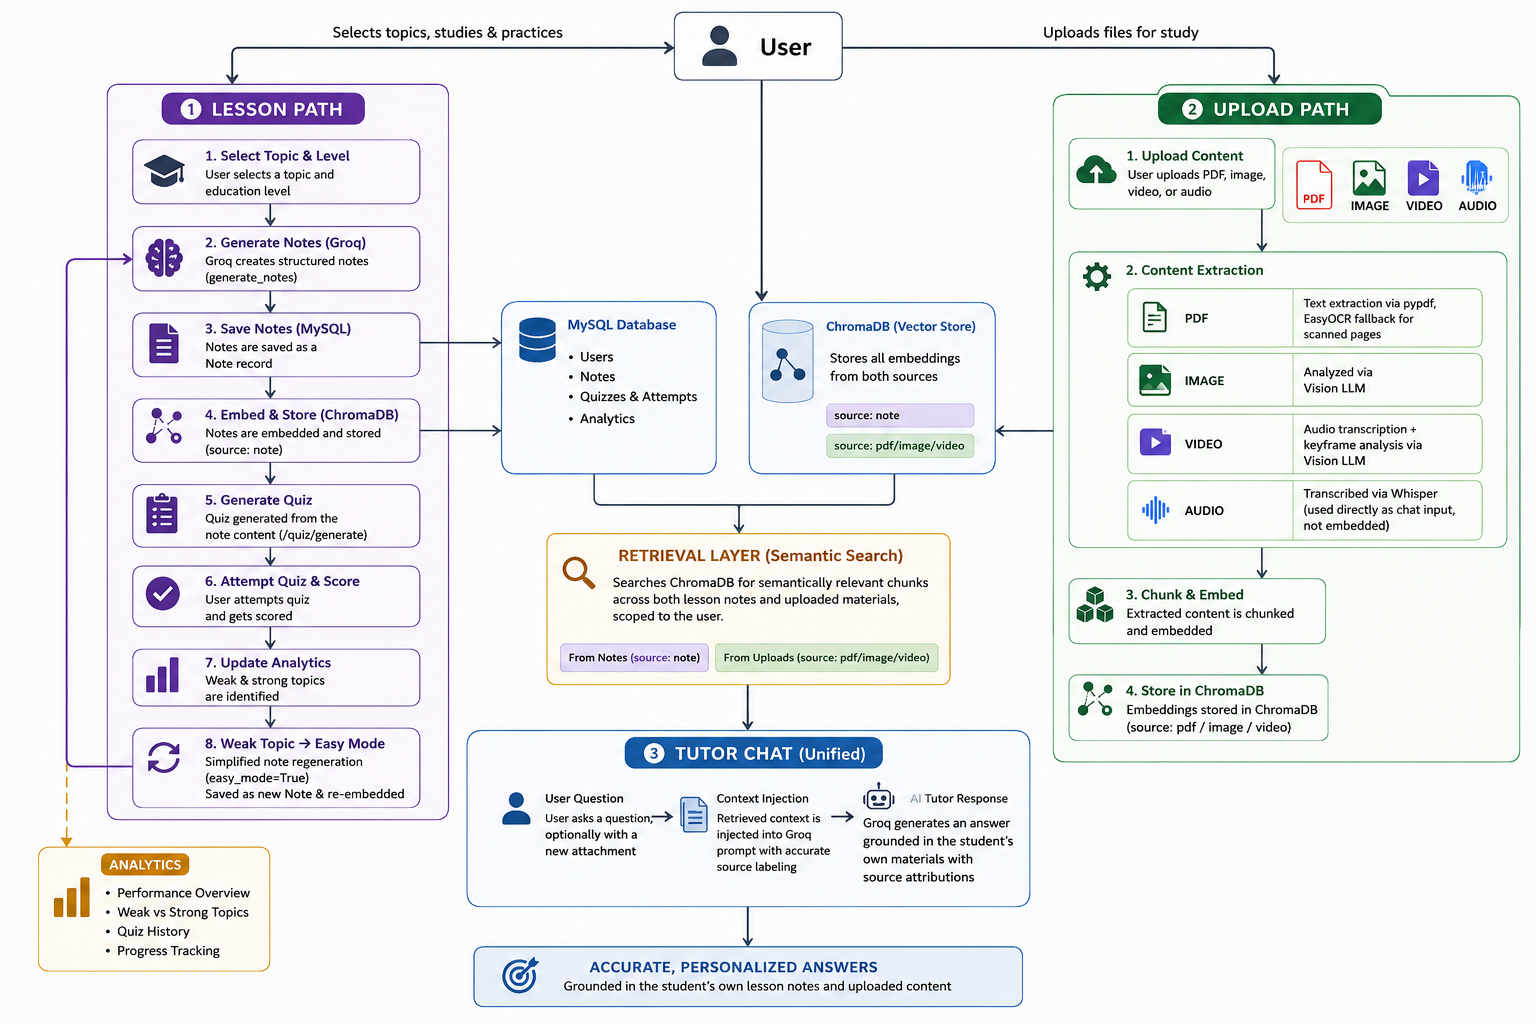 Selects topics, studies & practices
User
Uploads files for study
1 LESSON PATH
1. Select Topic & Level
User selects a topic and
education level
2. Generate Notes (Groq)
Groq creates structured notes
(generate_notes)
3. Save Notes (MySQL)
Notes are saved as a
Note record
4. Embed & Store (ChromaDB)
Notes are embedded and stored
(source: note)
5. Generate Quiz
Quiz generated from the
note content (/quiz/generate)
6. Attempt Quiz & Score
User attempts quiz
and gets scored
7. Update Analytics
Weak & strong topics
are identified
8. Weak Topic → Easy Mode
Simplified note regeneration
(easy_mode=True)
Saved as new Note & re-embedded
ANALYTICS
• Performance Overview
• Weak vs Strong Topics
• Quiz History
• Progress Tracking
MySQL Database
• Users
• Notes
• Quizzes & Attempts
• Analytics
ChromaDB (Vector Store)
Stores all embeddings
from both sources
source: note
source: pdf/image/video
RETRIEVAL LAYER (Semantic Search)
Searches ChromaDB for semantically relevant chunks
across both lesson notes and uploaded materials,
scoped to the user.
From Notes (source: note)
From Uploads (source: pdf/image/video)
3 TUTOR CHAT (Unified)
User Question
User asks a question,
optionally with a
new attachment
Context Injection
Retrieved context is
injected into Groq
prompt with accurate
source labeling
AI Tutor Response
Groq generates an answer
grounded in the student's
own materials with
source attributions
ACCURATE, PERSONALIZED ANSWERS
Grounded in the student's own lesson notes and uploaded content
2 UPLOAD PATH
1. Upload Content
User uploads PDF, image,
video, or audio
PDF
IMAGE
VIDEO
AUDIO
2. Content Extraction
PDF
Text extraction via pypdf,
EasyOCR fallback for
scanned pages
IMAGE
Analyzed via
Vision LLM
VIDEO
Audio transcription +
keyframe analysis via
Vision LLM
AUDIO
Transcribed via Whisper
(used directly as chat input,
not embedded)
3. Chunk & Embed
Extracted content is chunked
and embedded
4. Store in ChromaDB
Embeddings stored in ChromaDB
(source: pdf / image / video)